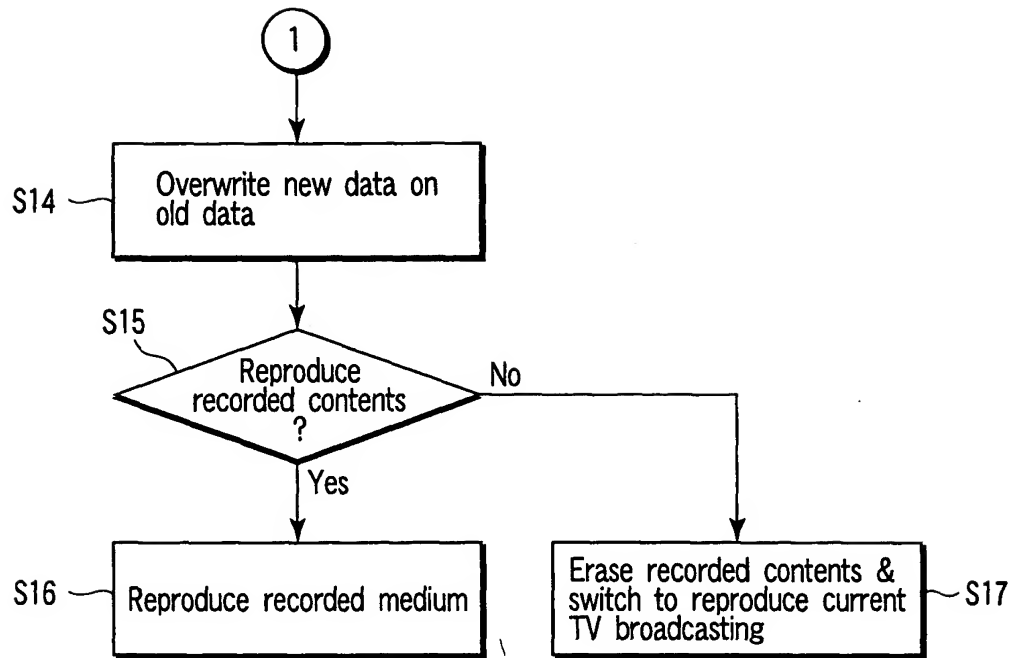 1
S14
Overwrite new data on
old data
S15
Reproduce
recorded contents
?
No
Yes
S16
Reproduce recorded medium
Erase recorded contents &
switch to reproduce current
TV broadcasting
S17